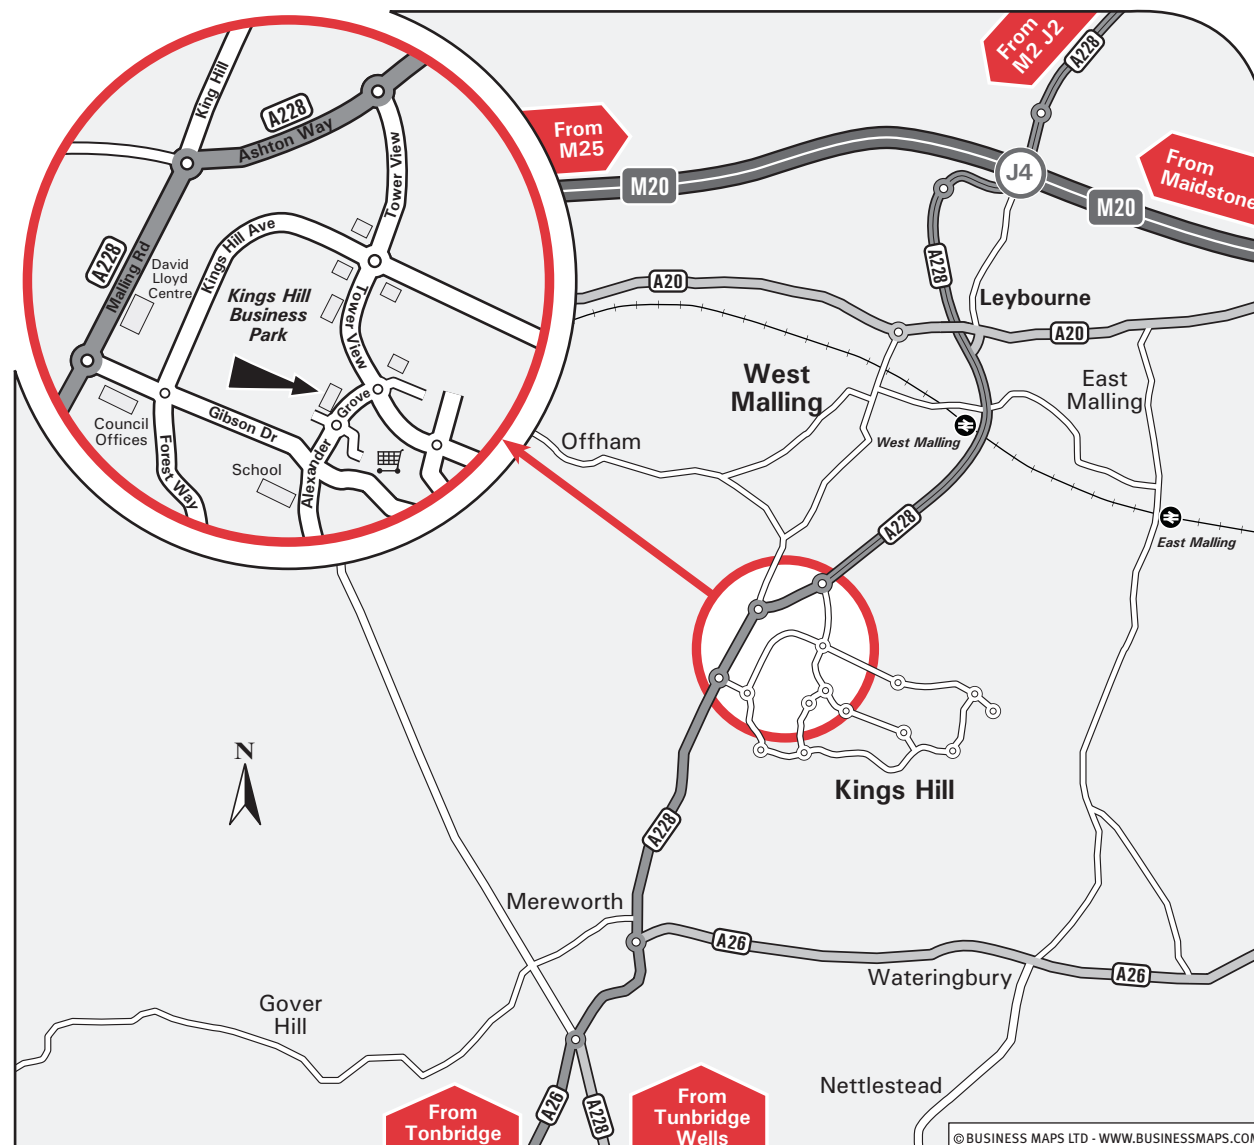 From
M2 J2
A228
King Hill
A228
Ashton Way
From
M25
Tower View
J4
From
Maidstone
M20
M20
Kings Hill Ave
A228
Malling Rd
David
Lloyd
Centre
A228
A20
Leybourne
A20
Kings Hill
Business
Park
Tower View
West
Malling
East
Malling
Grove
Council
Offices
Gibson Dr
Forest Way
School
Alexander
Offham
West Malling
A228
East Malling
N
Kings Hill
A228
Mereworth
A26
Wateringbury
A26
Gover
Hill
Nettlestead
A26
A228
From
Tonbridge
From
Tunbridge
Wells
© BUSINESS MAPS LTD - WWW.BUSINESSMAPS.COM